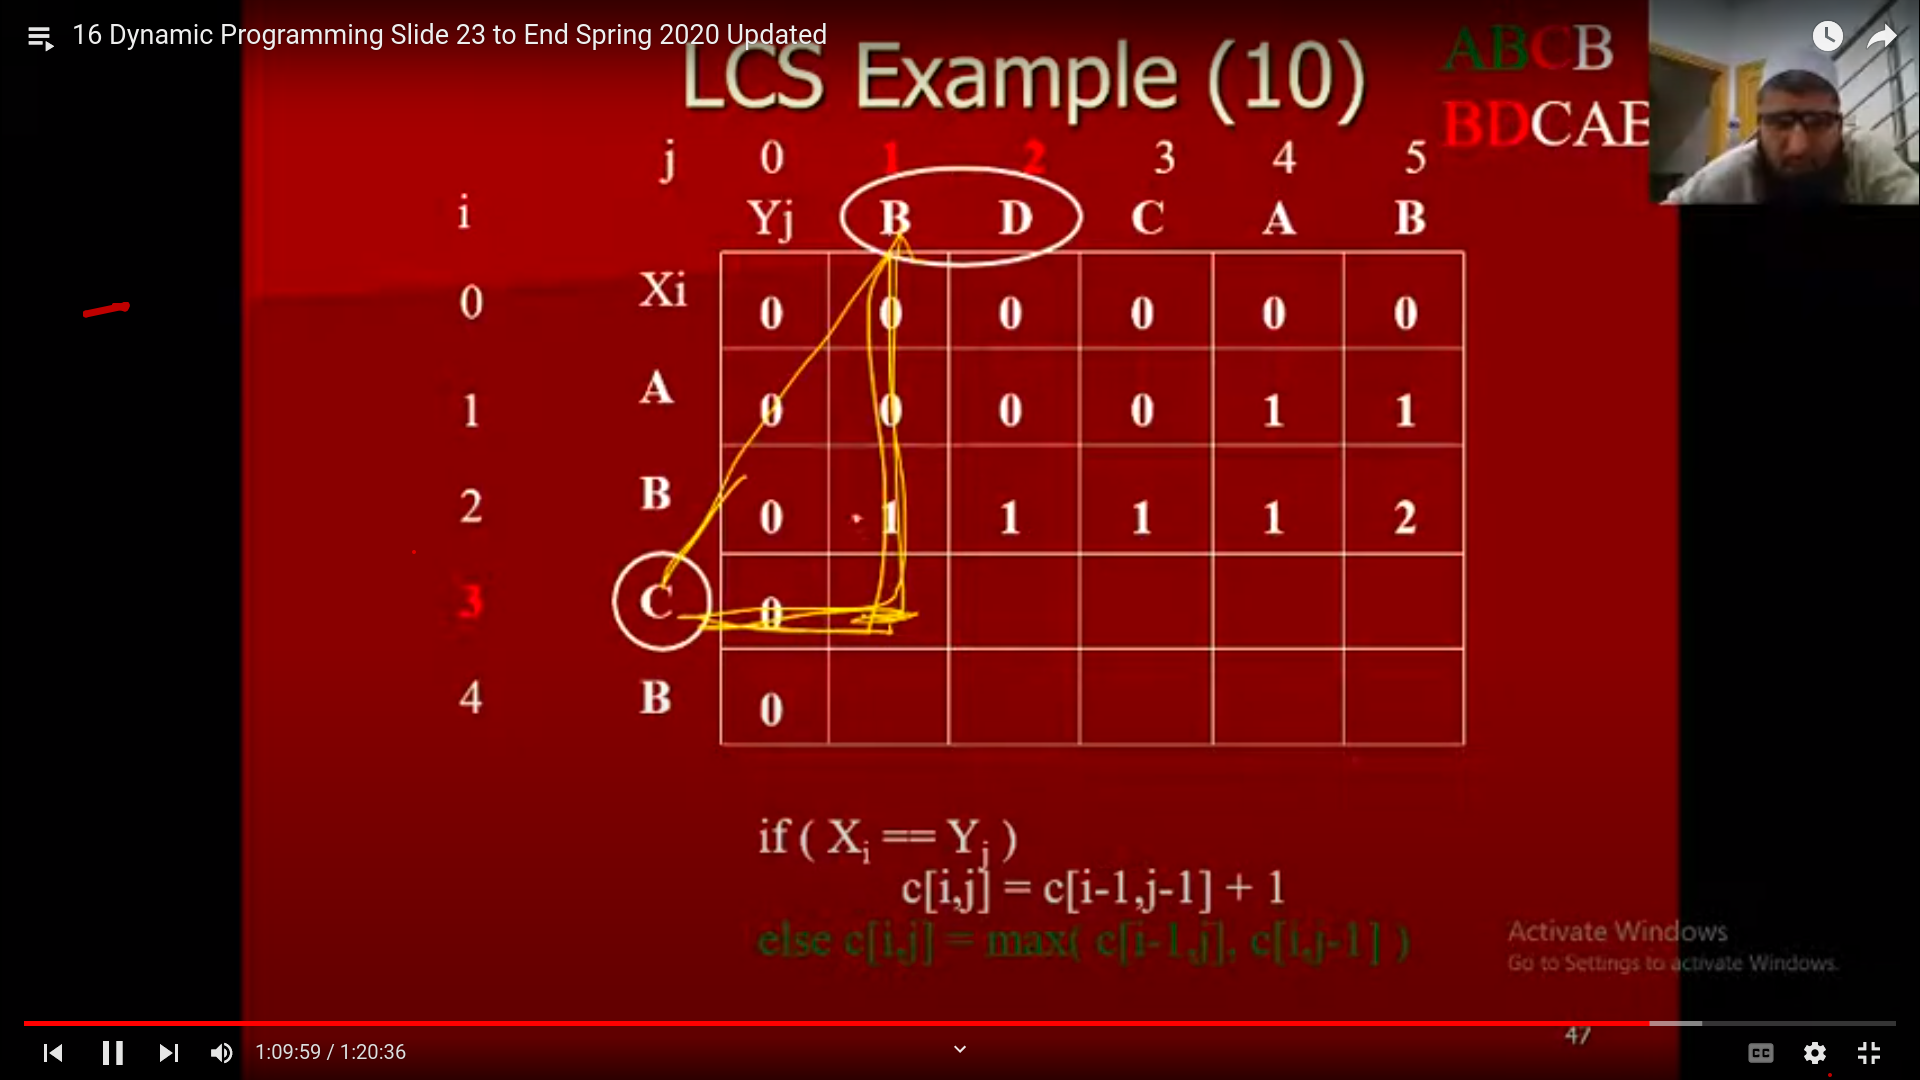 16 Dynamic Programming Slide 23 to End Spring 2020 Updated
LCS Example (10)
ABCB
BDCAB
j 0 1 2 3 4 5
i Yj B D C A B
0 Xi 0 0 0 0 0 0
1 A 0 0 0 0 1 1
2 B 0 1 1 1 1 2
3 C 0
4 B 0
if ( Xi == Yj )
c[i,j] = c[i-1,j-1] + 1
else c[i,j] = max( c[i-1,j], c[i,j-1] )
Activate Windows
Go to Settings to activate Windows.
47
1:09:59 / 1:20:36
CC